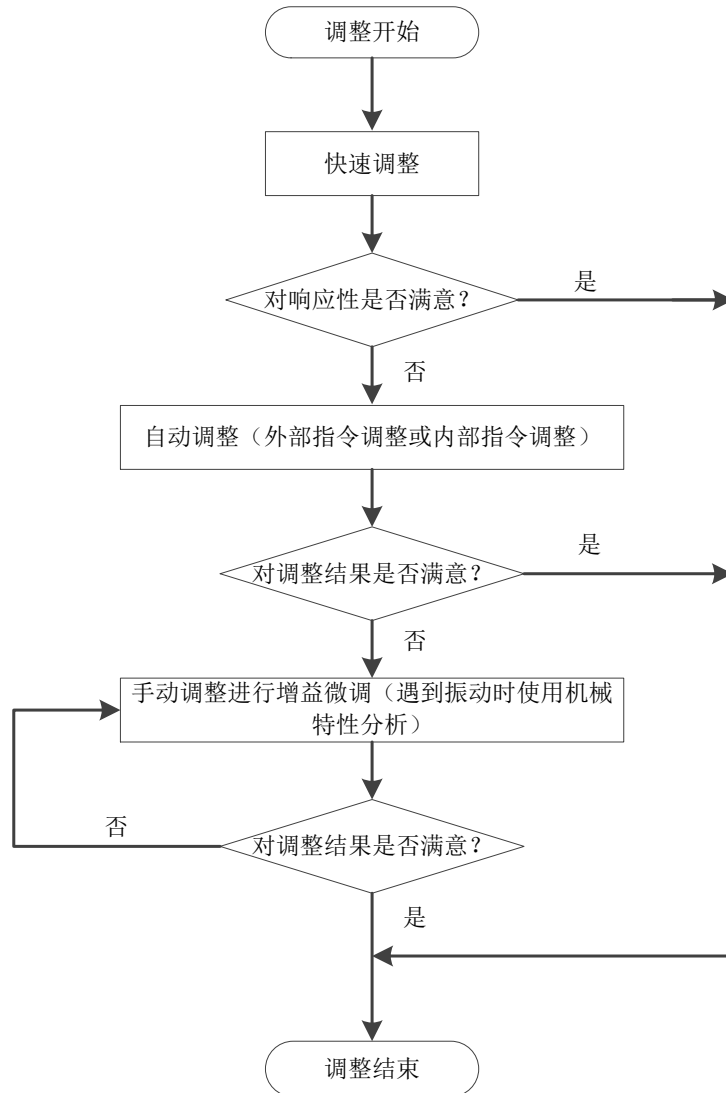 调整开始
快速调整
对响应性是否满意？
是
否
自动调整（外部指令调整或内部指令调整）
对调整结果是否满意？
是
否
手动调整进行增益微调（遇到振动时使用机械
特性分析）
否
对调整结果是否满意？
是
调整结束